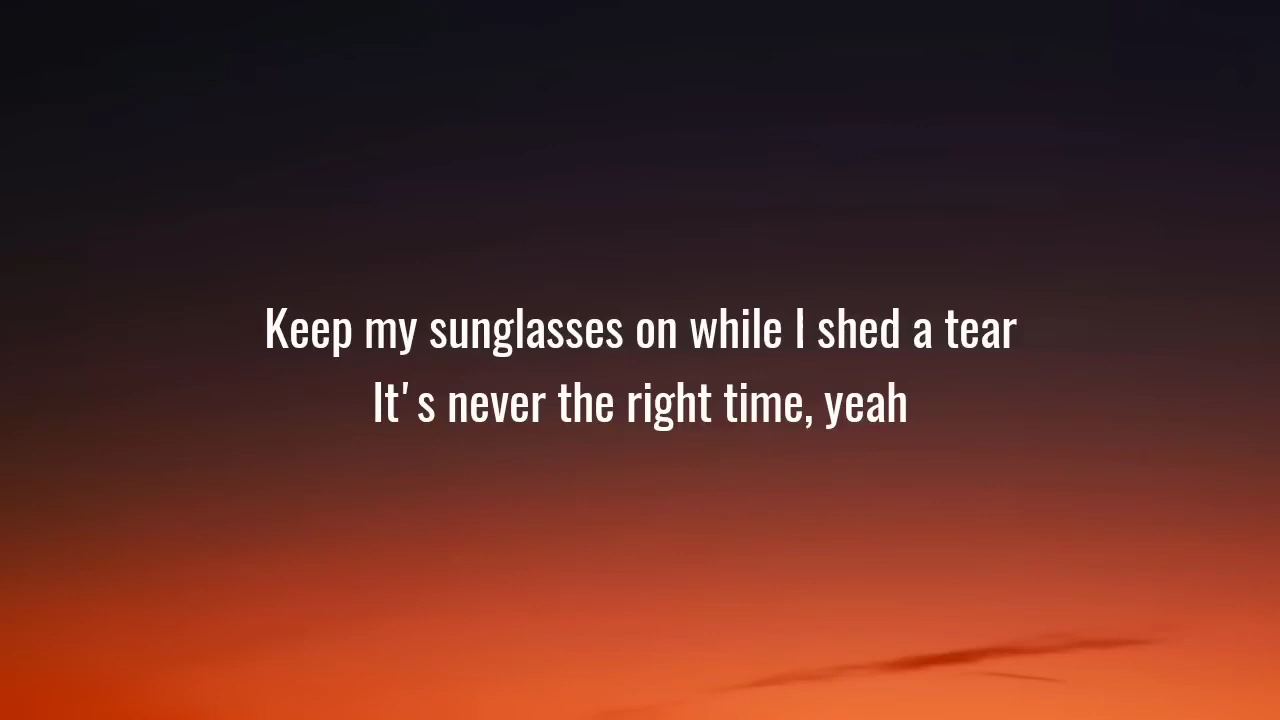 Keep my sunglasses on while I shed a tear
It's never the right time, yeah